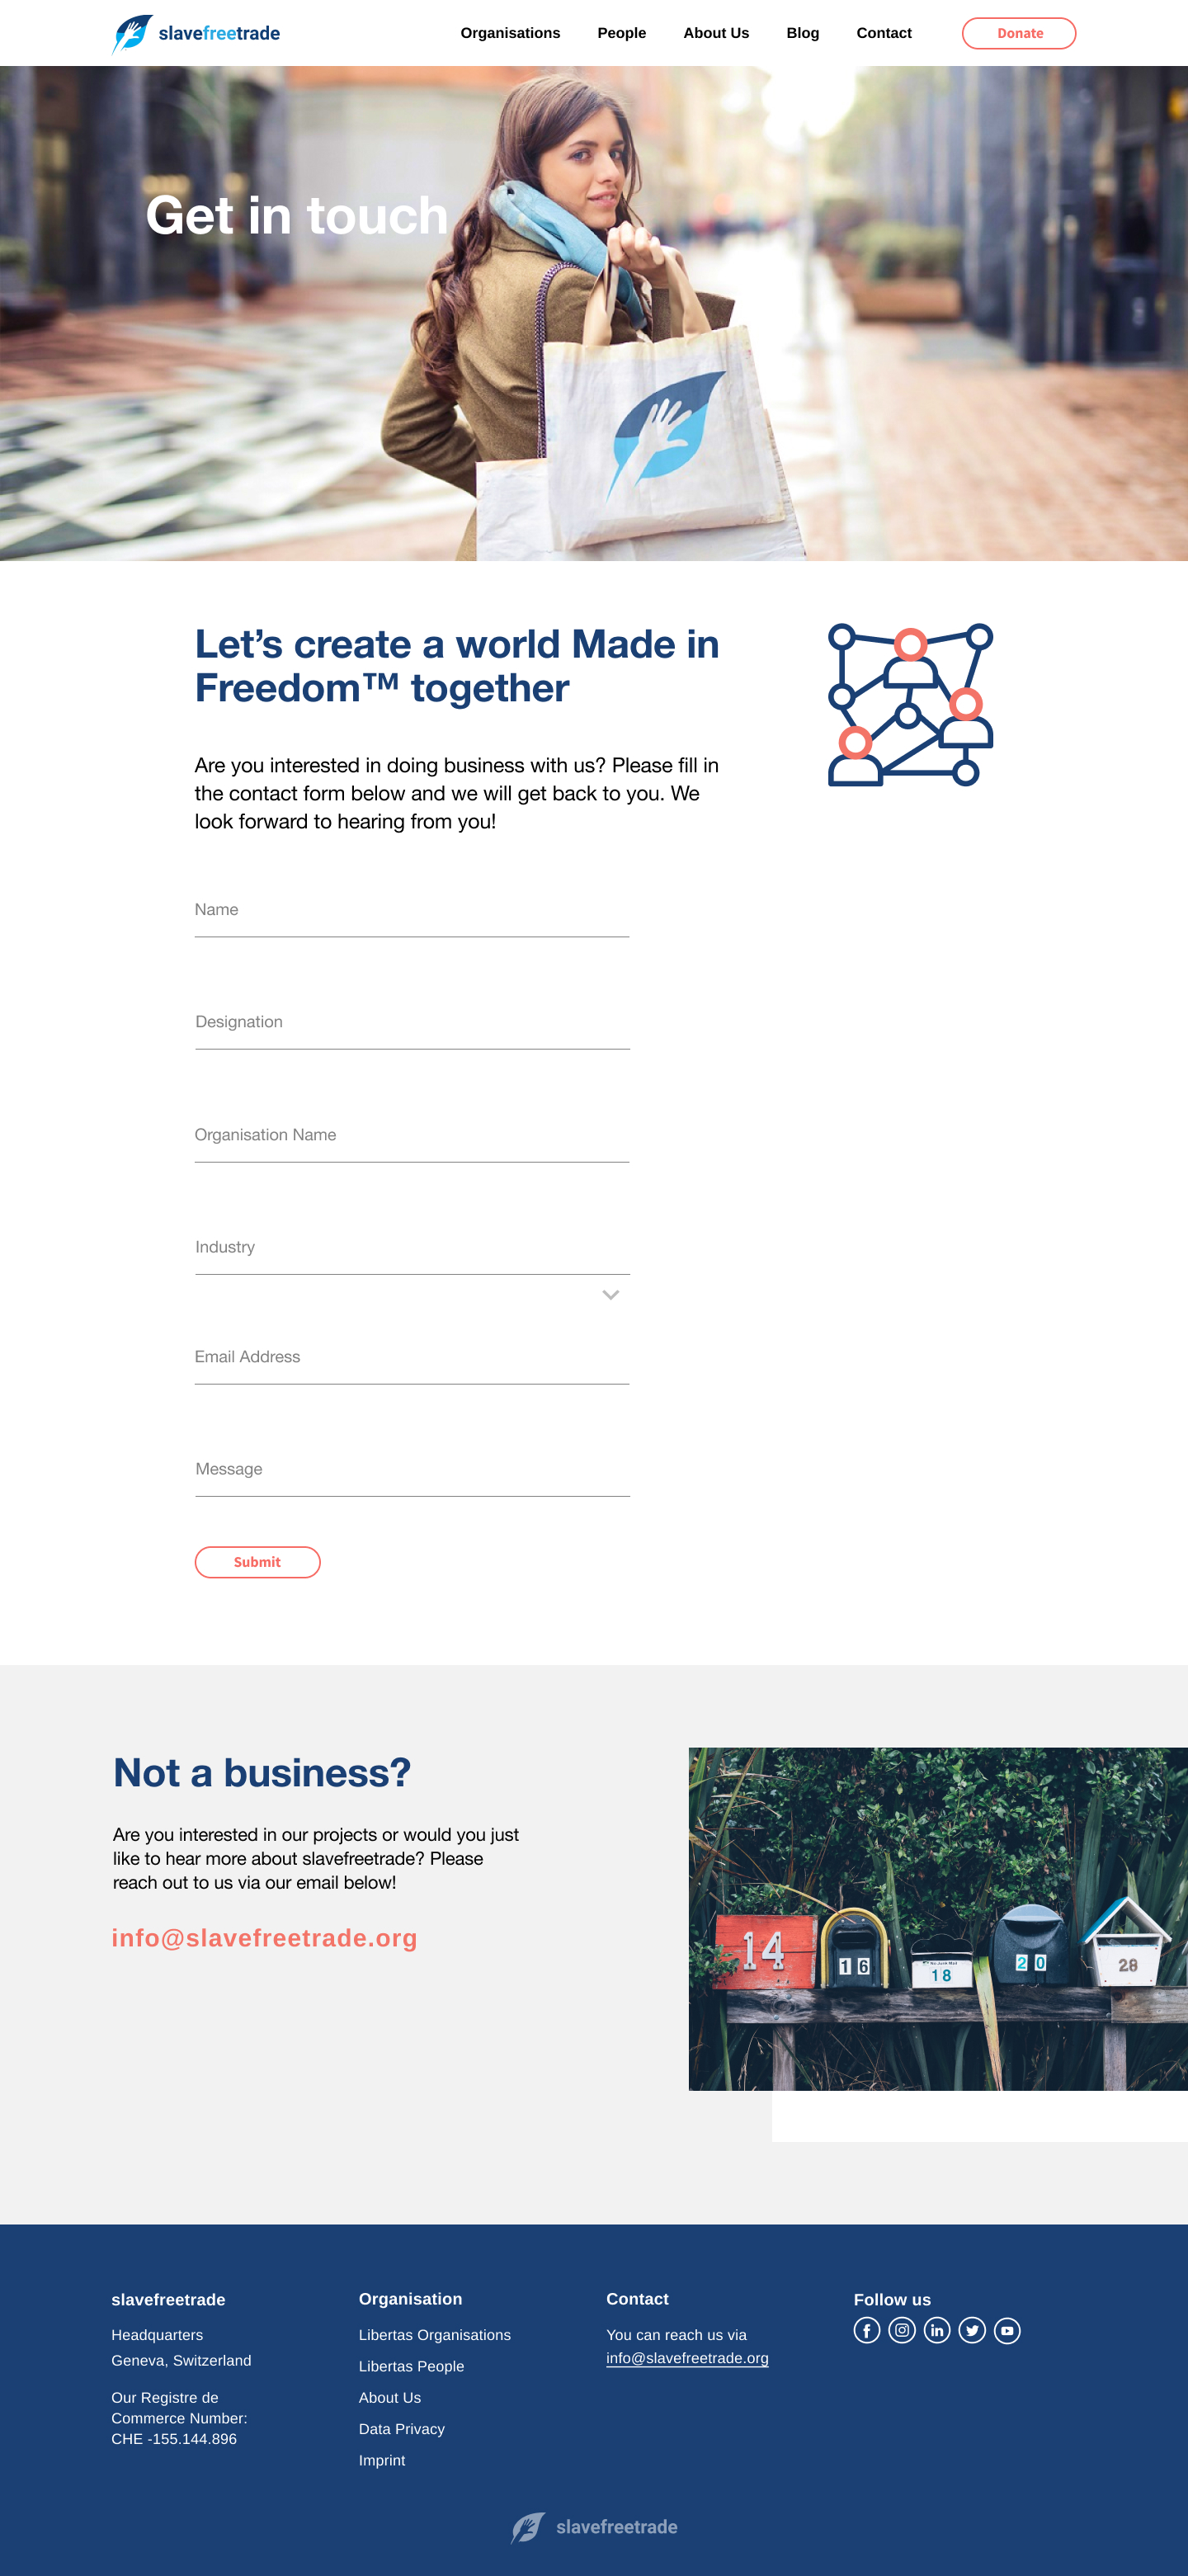 slavefreetrade
Organisations
People
About Us
Blog
Contact
Donate
Get in touch
Let’s create a world Made in
Freedom™ together
Are you interested in doing business with us? Please fill in
the contact form below and we will get back to you. We
look forward to hearing from you!
Name
Designation
Organisation Name
Industry
Email Address
Message
Submit
Not a business?
Are you interested in our projects or would you just
like to hear more about slavefreetrade? Please
reach out to us via our email below!
info@slavefreetrade.org
14
16
No Junk Mail
18
20
28
slavefreetrade
Headquarters
Geneva, Switzerland
Our Registre de
Commerce Number:
CHE -155.144.896
Organisation
Libertas Organisations
Libertas People
About Us
Data Privacy
Imprint
Contact
You can reach us via
info@slavefreetrade.org
Follow us
slavefreetrade